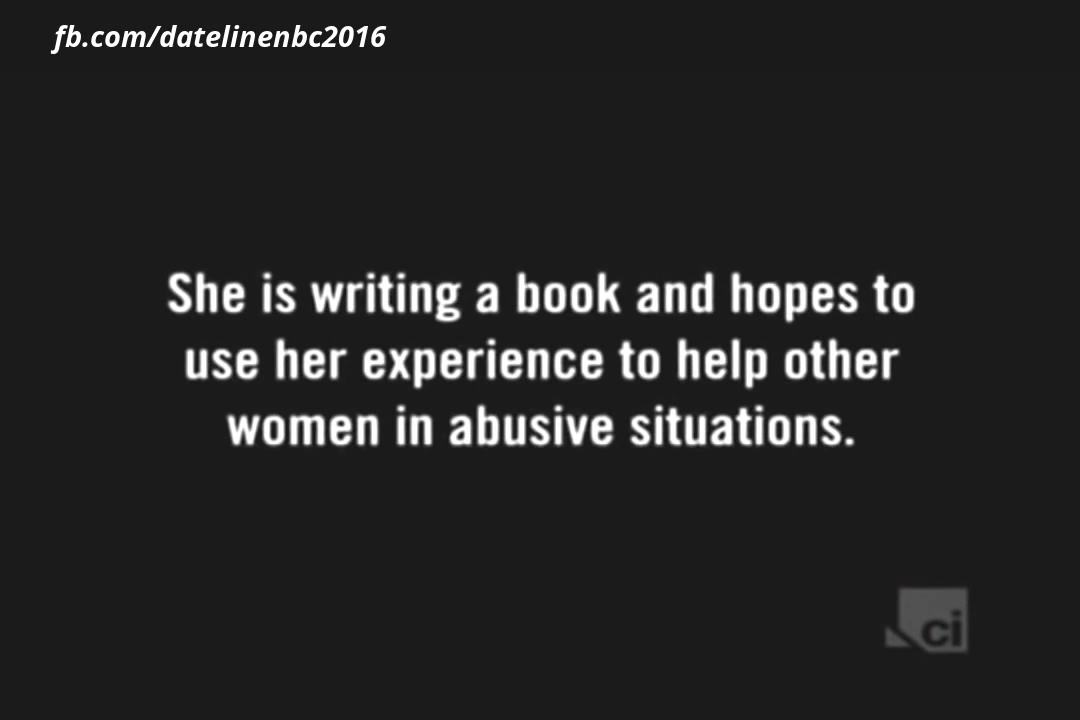 fb.com/datelinenbc2016
She is writing a book and hopes to
use her experience to help other
women in abusive situations.
ci